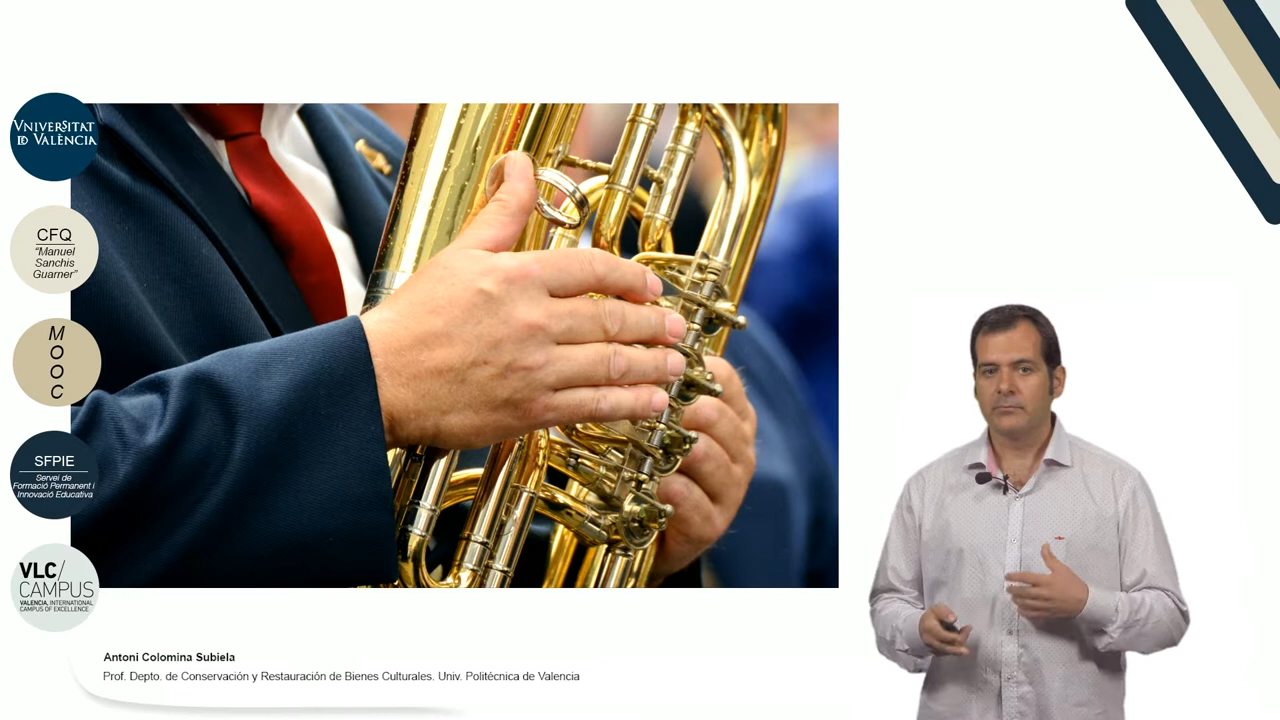 VNIVERSITAT
ID VALÈNCIA
CFQ
“Manuel
Sanchis
Guarner”
M
O
O
C
SFPIE
Servei de
Formació Permanent i
Innovació Educativa
VLC/
CAMPUS
VALENCIA, INTERNATIONAL
CAMPUS OF EXCELLENCE
Antoni Colomina Subiela
Prof. Depto. de Conservación y Restauración de Bienes Culturales. Univ. Politécnica de Valencia